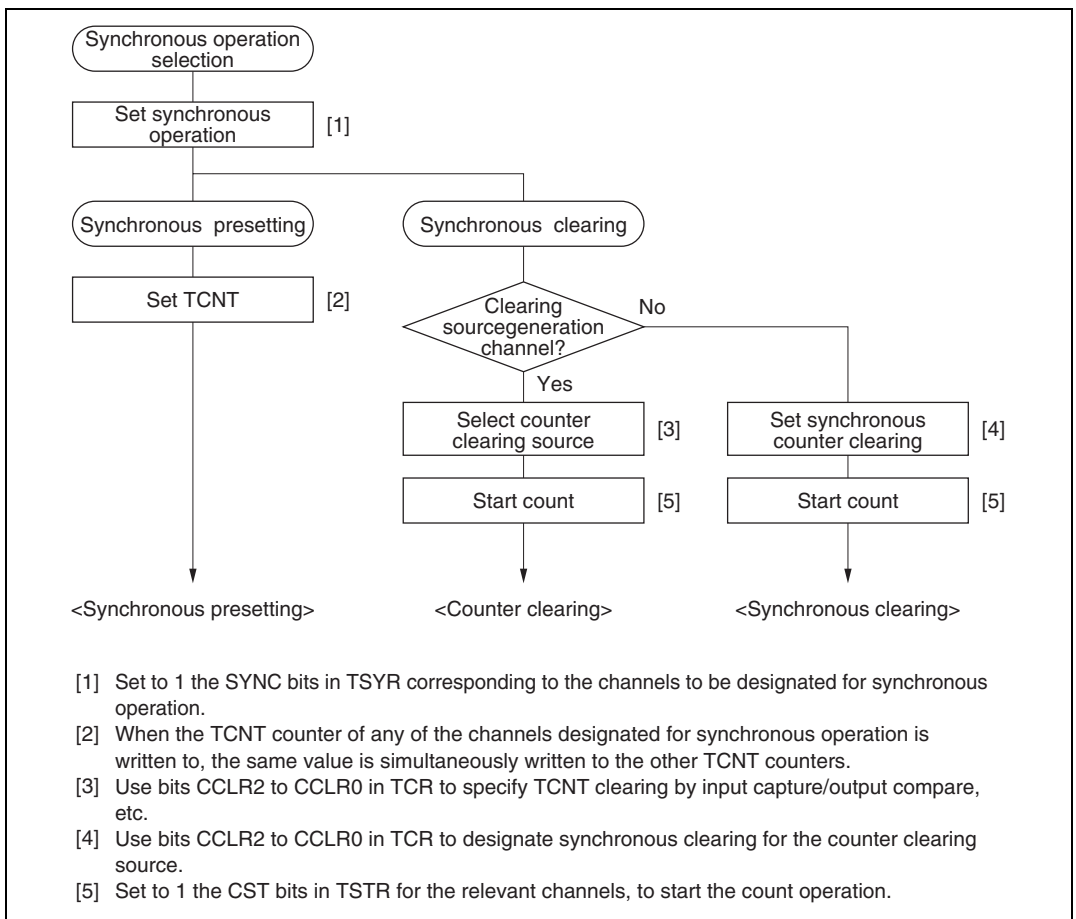 Synchronous operation
selection
Set synchronous
operation
[1]
Synchronous presetting
Synchronous clearing
Set TCNT
[2]
Clearing
sourcegeneration
channel?
No
Yes
Select counter
clearing source
[3]
Set synchronous
counter clearing
[4]
Start count
[5]
Start count
[5]
<Synchronous presetting>
<Counter clearing>
<Synchronous clearing>
[1] Set to 1 the SYNC bits in TSYR corresponding to the channels to be designated for synchronous
operation.
[2] When the TCNT counter of any of the channels designated for synchronous operation is
written to, the same value is simultaneously written to the other TCNT counters.
[3] Use bits CCLR2 to CCLR0 in TCR to specify TCNT clearing by input capture/output compare,
etc.
[4] Use bits CCLR2 to CCLR0 in TCR to designate synchronous clearing for the counter clearing
source.
[5] Set to 1 the CST bits in TSTR for the relevant channels, to start the count operation.